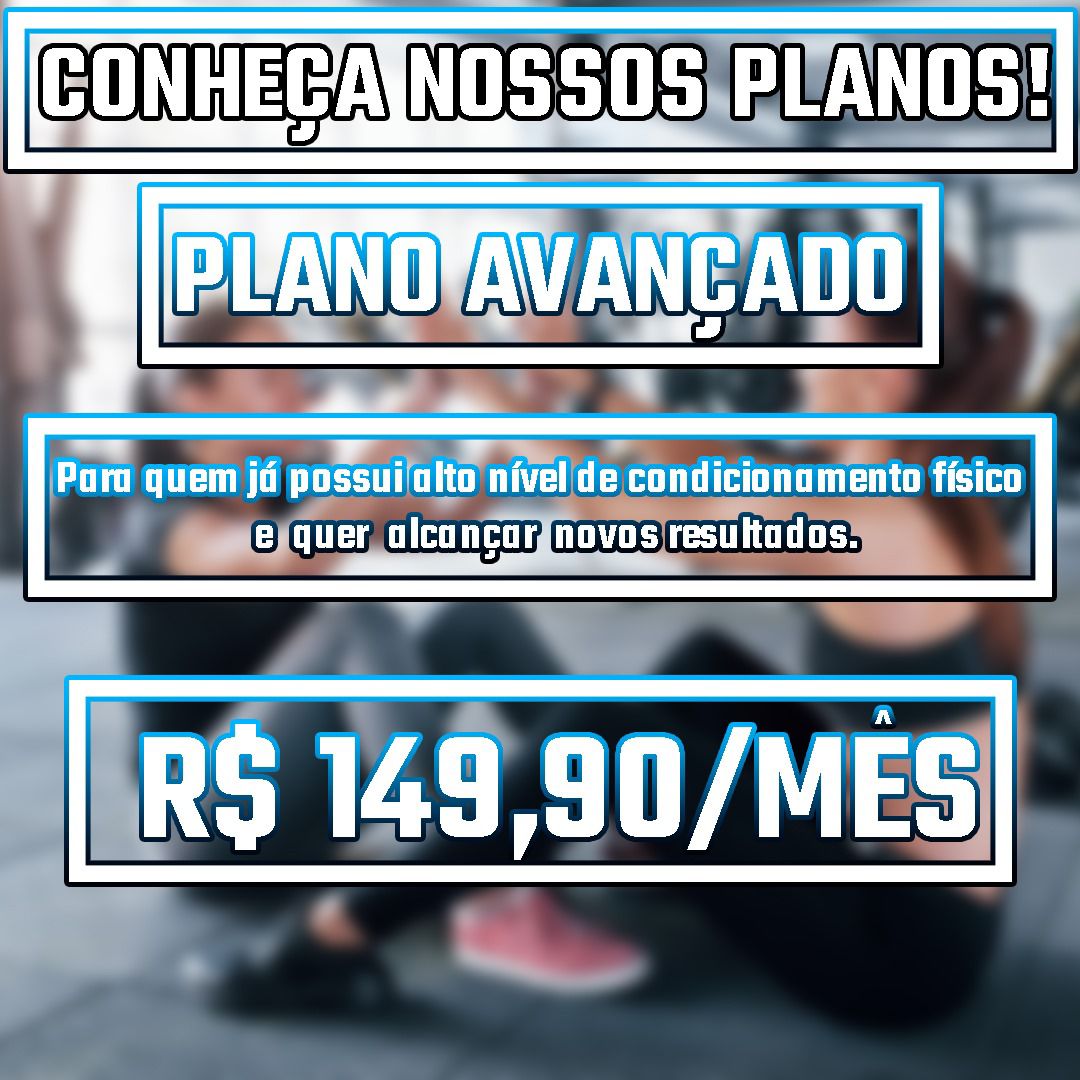 CONHEÇA NOSSOS PLANOS!
PLANO AVANÇADO
Para quem já possui alto nível de condicionamento físico
e quer alcançar novos resultados.
R$ 149,90/MÊS